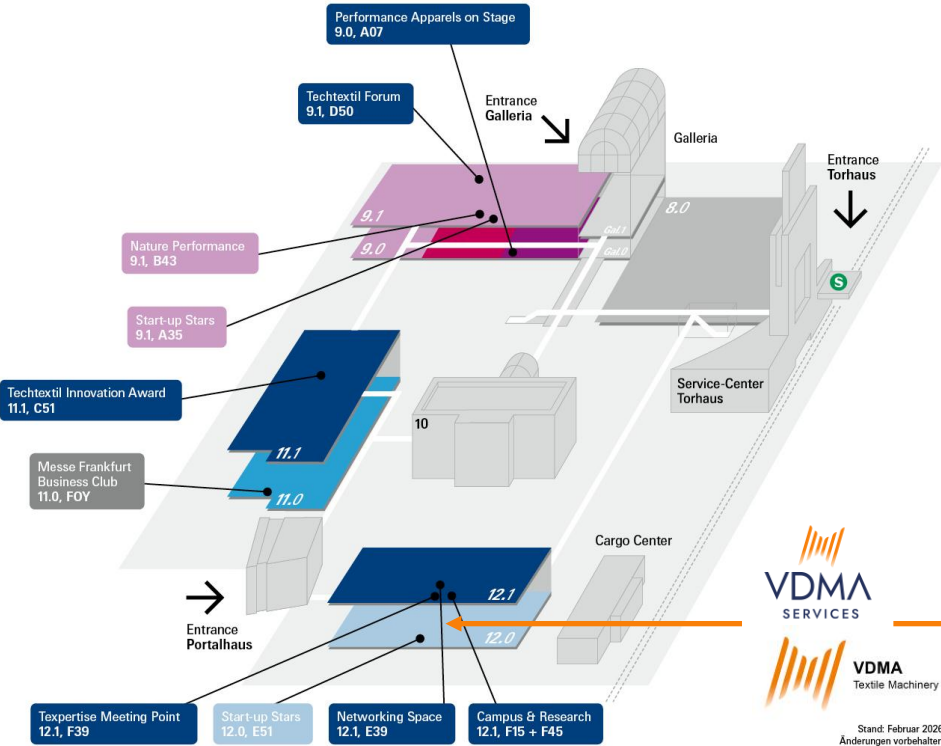 Performance Apparels on Stage
9.0, A07
Techtextil Forum
9.1, D50
Entrance
Galleria
Galleria
Entrance
Torhaus
9.1
8.0
Gal.1
Nature Performance
9.1, B43
9.0
Gal.0
S
Start-up Stars
9.1, A35
Techtextil Innovation Award
11.1, C51
Service-Center
Torhaus
10
11.1
Messe Frankfurt
Business Club
11.0, FOY
11.0
Cargo Center
VDMA
SERVICES
12.1
Entrance
Portalhaus
12.0
VDMA
Textile Machinery
Texpertise Meeting Point
12.1, F39
Start-up Stars
12.0, E51
Networking Space
12.1, E39
Campus & Research
12.1, F15 + F45
Stand: Februar 2026
Änderungen vorbehalten